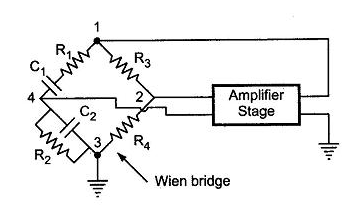 1
R1
R3
C1
4
2
C2
Amplifier
Stage
R2
3
R4
Wien bridge